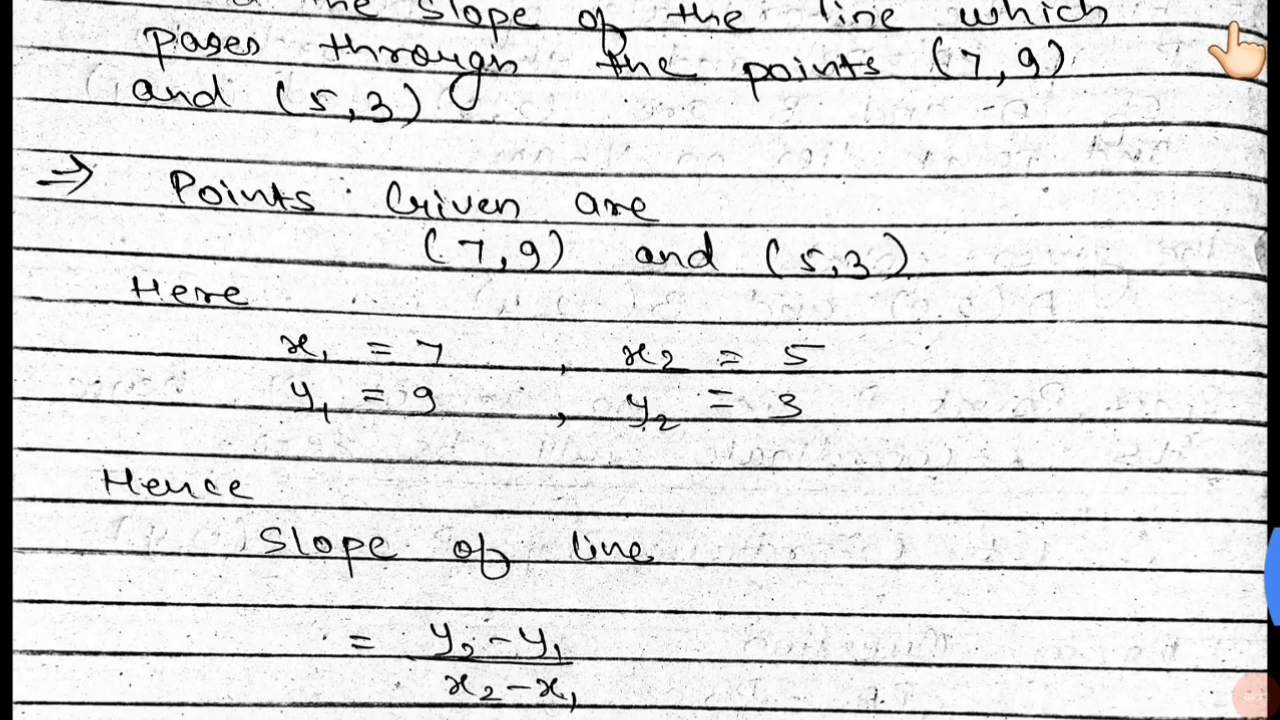 the slope of the line which
pases through the points (7,9)
and (5,3)
⇒ Points Given are
(7,9) and (5,3)
Here
x₁ = 7 , x₂ = 5
y₁ = 9 , y₂ = 3
Hence
Slope of line
= y₂-y₁
x₂-x₁